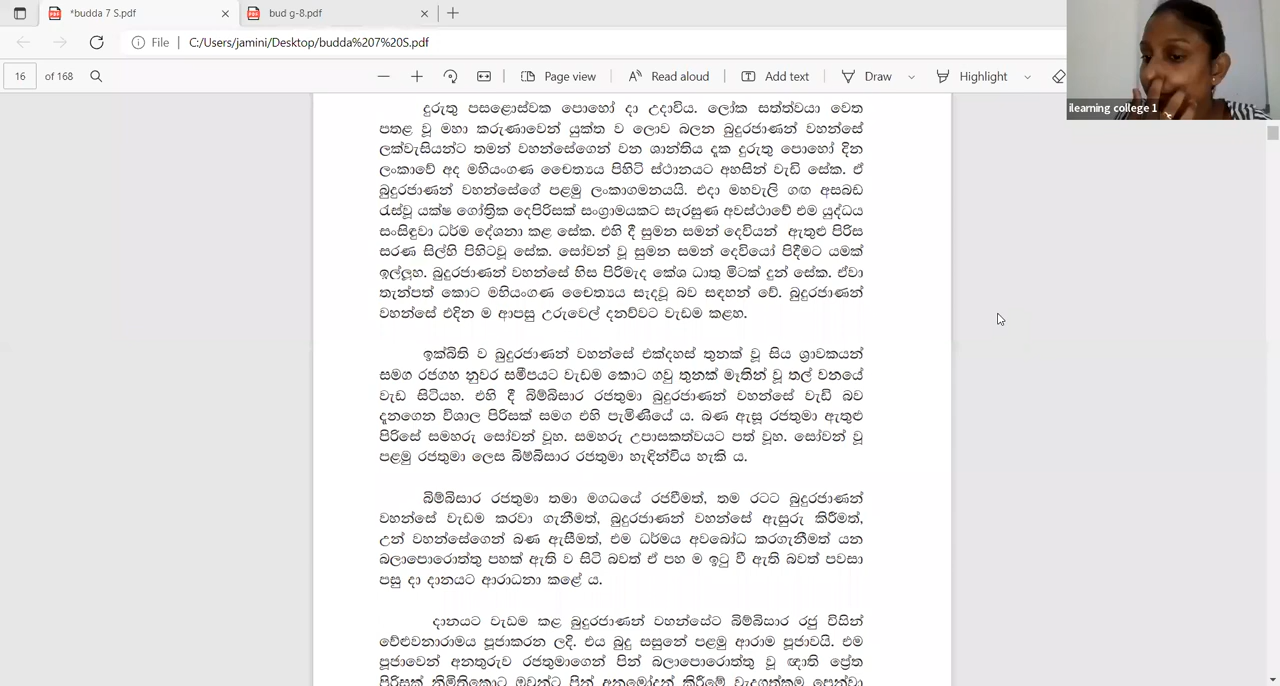 *budda 7 S.pdf
bud g-8.pdf
File
C:/Users/jamini/Desktop/budda%207%20S.pdf
16 of 168
Page view
Read aloud
Add text
Draw
Highlight
ilearning college 1
දුරුතු පසළොස්වක පොහෝ දා උදාවිය. ලෝක සත්ත්වයා වෙත
පතළ වූ මහා කරුණාවෙන් යුක්ත ව ලොව බලන බුදුරජාණන් වහන්සේ
ලක්වැසියන්ට තමන් වහන්සේගෙන් වන ශාන්තිය දැක දුරුතු පොහෝ දින
ලංකාවේ අද මහියංගණ චෛත්‍යය පිහිටි ස්ථානයට අහසින් වැඩි සේක. ඒ
බුදුරජාණන් වහන්සේගේ පළමු ලංකාගමනයයි. එදා මහවැලි ගඟ අසබඩ
රැස්වූ යක්ෂ ගෝත්‍රික දෙපිරිසක් සංග්‍රාමයකට සැරසුණ අවස්ථාවේ එම යුද්ධය
සංසිඳුවා ධර්ම දේශනා කළ සේක. එහි දී සුමන සමන් දෙවියන් ඇතුළු පිරිස
සරණ සිල්හි පිහිටවූ සේක. සෝවන් වූ සුමන සමන් දෙවියෝ පිදීමට යමක්
ඉල්ලූහ. බුදුරජාණන් වහන්සේ හිස පිරිමැද කේශ ධාතු මිටක් දුන් සේක. ඒවා
තැන්පත් කොට මහියංගණ චෛත්‍යය සෑදවූ බව සඳහන් වේ. බුදුරජාණන්
වහන්සේ එදින ම ආපසු උරුවෙල් දනව්වට වැඩම කළහ.
ඉක්බිති ව බුදුරජාණන් වහන්සේ එක්දහස් තුනක් වූ සිය ශ්‍රාවකයන්
සමග රජගහ නුවර සමීපයට වැඩම කොට ගව් තුනක් මෑතින් වූ තල් වනයේ
වැඩ සිටියහ. එහි දී බිම්බිසාර රජතුමා බුදුරජාණන් වහන්සේ වැඩි බව
දැනගෙන විශාල පිරිසක් සමග එහි පැමිණියේ ය. බණ ඇසූ රජතුමා ඇතුළු
පිරිසේ සමහරු සෝවන් වූහ. සමහරු උපාසකත්වයට පත් වූහ. සෝවන් වූ
පළමු රජතුමා ලෙස බිම්බිසාර රජතුමා හැඳින්විය හැකි ය.
බිම්බිසාර රජතුමා තමා මගධයේ රජවීමත්, තම රටට බුදුරජාණන්
වහන්සේ වැඩම කරවා ගැනීමත්, බුදුරජාණන් වහන්සේ ඇසුරු කිරීමත්,
උන් වහන්සේගෙන් බණ ඇසීමත්, එම ධර්මය අවබෝධ කරගැනීමත් යන
බලාපොරොත්තු පහක් ඇති ව සිටි බවත් ඒ පහ ම ඉටු වී ඇති බවත් පවසා
පසු දා දානයට ආරාධනා කළේ ය.
දානයට වැඩම කළ බුදුරජාණන් වහන්සේට බිම්බිසාර රජු විසින්
වේළුවනාරාමය පූජාකරන ලදි. එය බුදු සසුනේ පළමු ආරාම පූජාවයි. එම
පූජාවෙන් අනතුරුව රජතුමාගෙන් පින් බලාපොරොත්තු වූ ඥාති ප්‍රේත
පිරිසක් නිමිතිකොට ඔවුන්ට පින් අනුමෝදන් කිරීමේ වැදගත්කම පෙන්වා